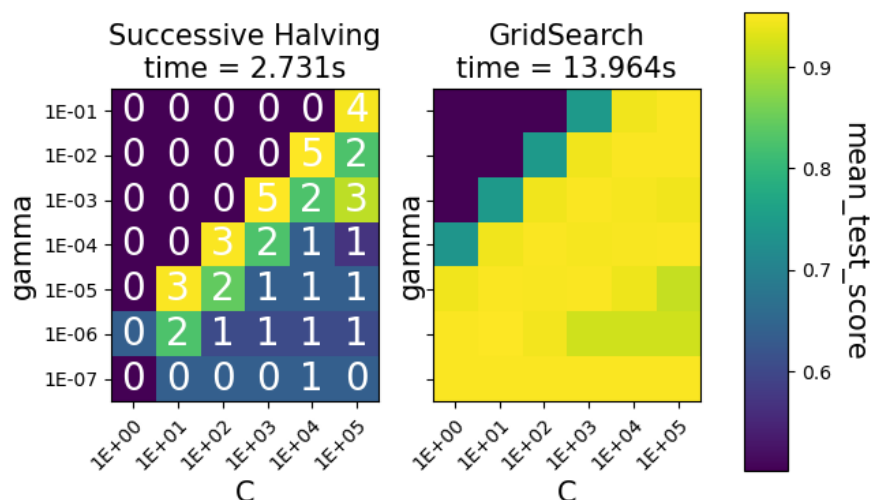 Successive Halving
time = 2.731s
GridSearch
time = 13.964s
gamma
1E-01
1E-02
1E-03
1E-04
1E-05
1E-06
1E-07
0 0 0 0 0 4
0 0 0 0 5 2
0 0 0 5 2 3
0 0 3 2 1 1
0 3 2 1 1 1
0 2 1 1 1 1
0 0 0 0 1 0
1E+00 1E+01 1E+02 1E+03 1E+04 1E+05
C
gamma
1E+00 1E+01 1E+02 1E+03 1E+04 1E+05
C
0.9
0.8
0.7
0.6
mean_test_score